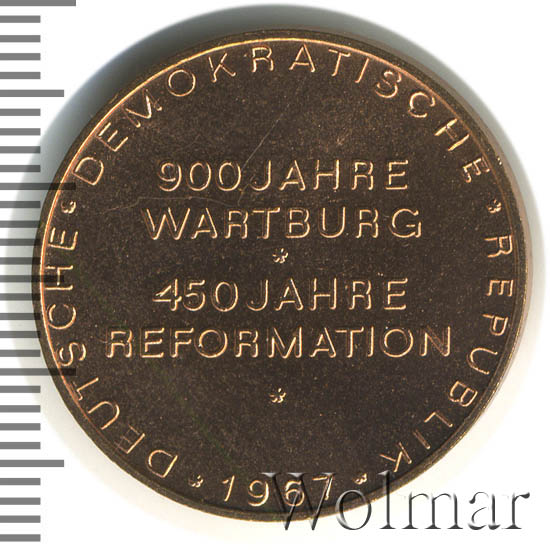 DEUTSCHE * DEMOKRATISCHE * REPUBLIK * 1967 *
900 JAHRE
WARTBURG
*
450 JAHRE
REFORMATION
*
Wolmar